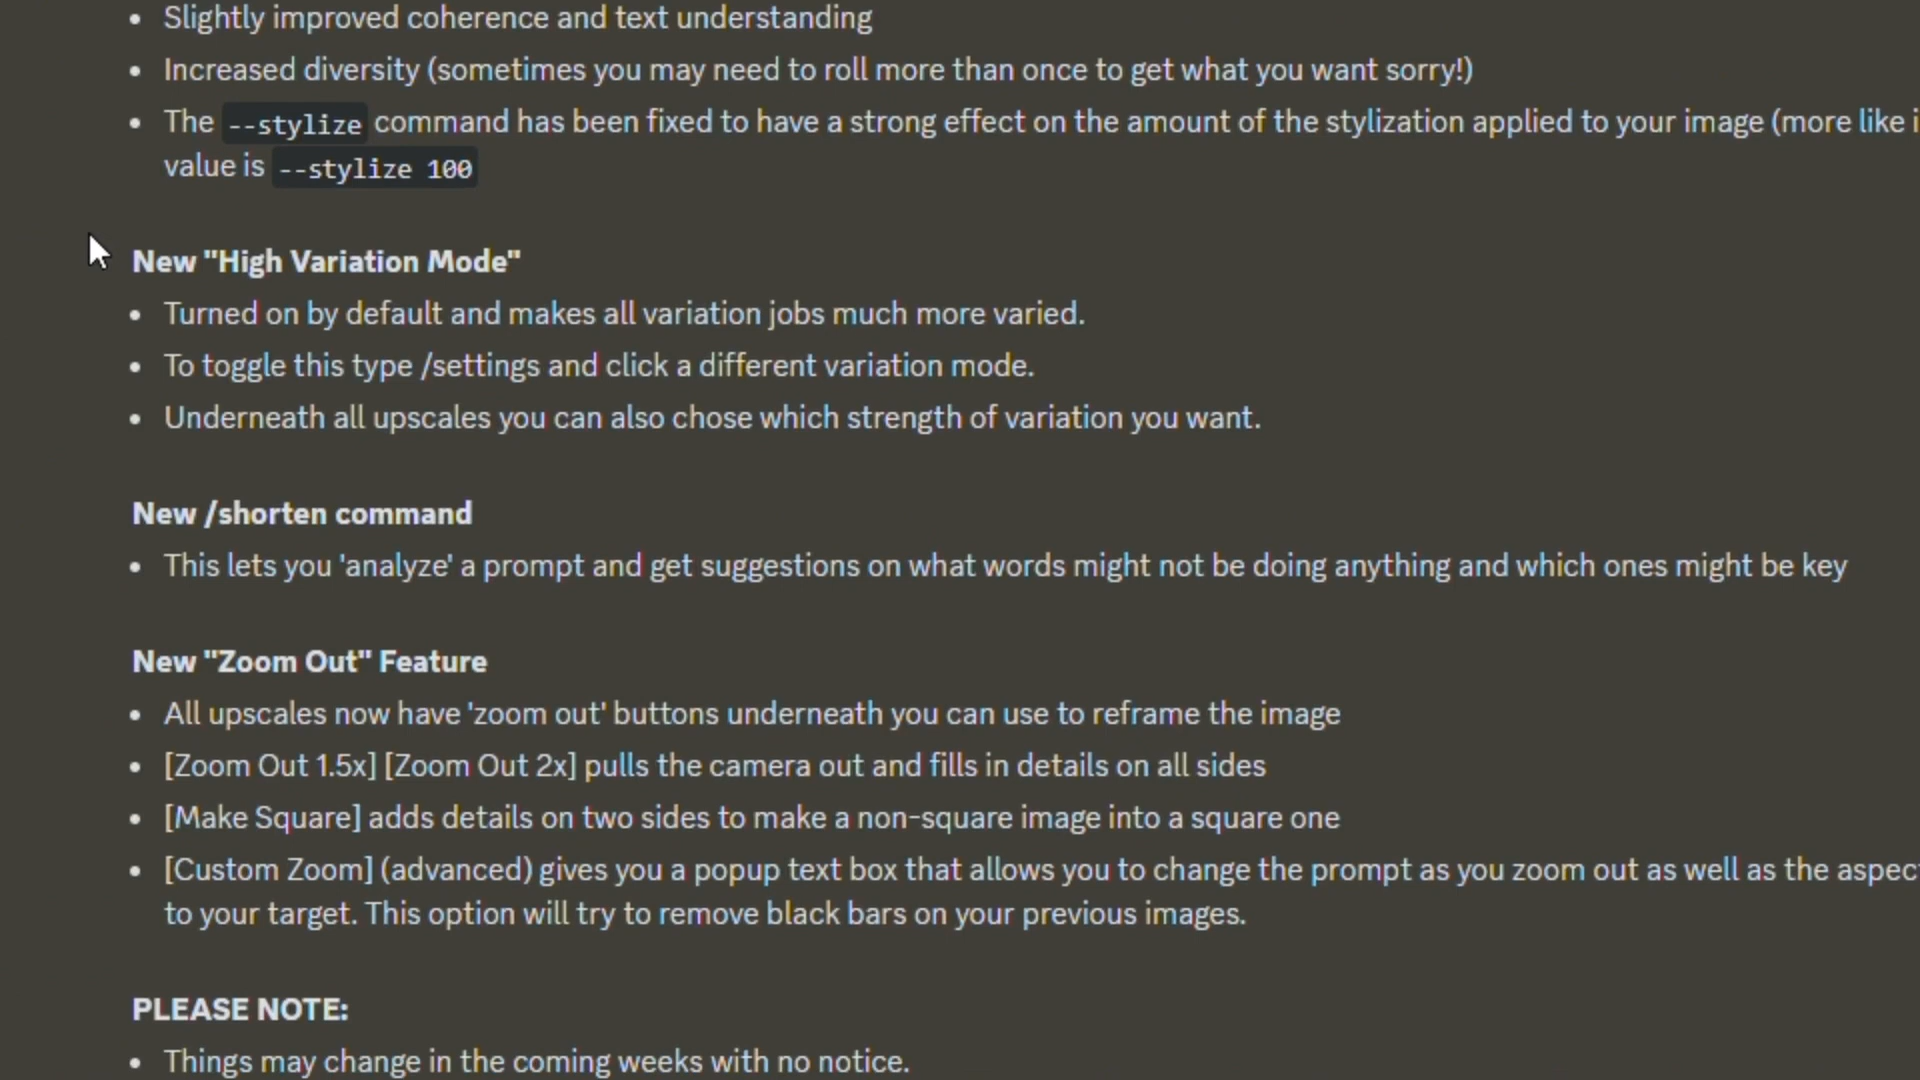 Slightly improved coherence and text understanding
Increased diversity (sometimes you may need to roll more than once to get what you want sorry!)
The --stylize command has been fixed to have a strong effect on the amount of the stylization applied to your image (more like
value is --stylize 100
New "High Variation Mode"
Turned on by default and makes all variation jobs much more varied.
To toggle this type /settings and click a different variation mode.
Underneath all upscales you can also chose which strength of variation you want.
New /shorten command
This lets you 'analyze' a prompt and get suggestions on what words might not be doing anything and which ones might be key
New "Zoom Out" Feature
All upscales now have 'zoom out' buttons underneath you can use to reframe the image
[Zoom Out 1.5x] [Zoom Out 2x] pulls the camera out and fills in details on all sides
[Make Square] adds details on two sides to make a non-square image into a square one
[Custom Zoom] (advanced) gives you a popup text box that allows you to change the prompt as you zoom out as well as the
to your target. This option will try to remove black bars on your previous images.
PLEASE NOTE:
Things may change in the coming weeks with no notice.